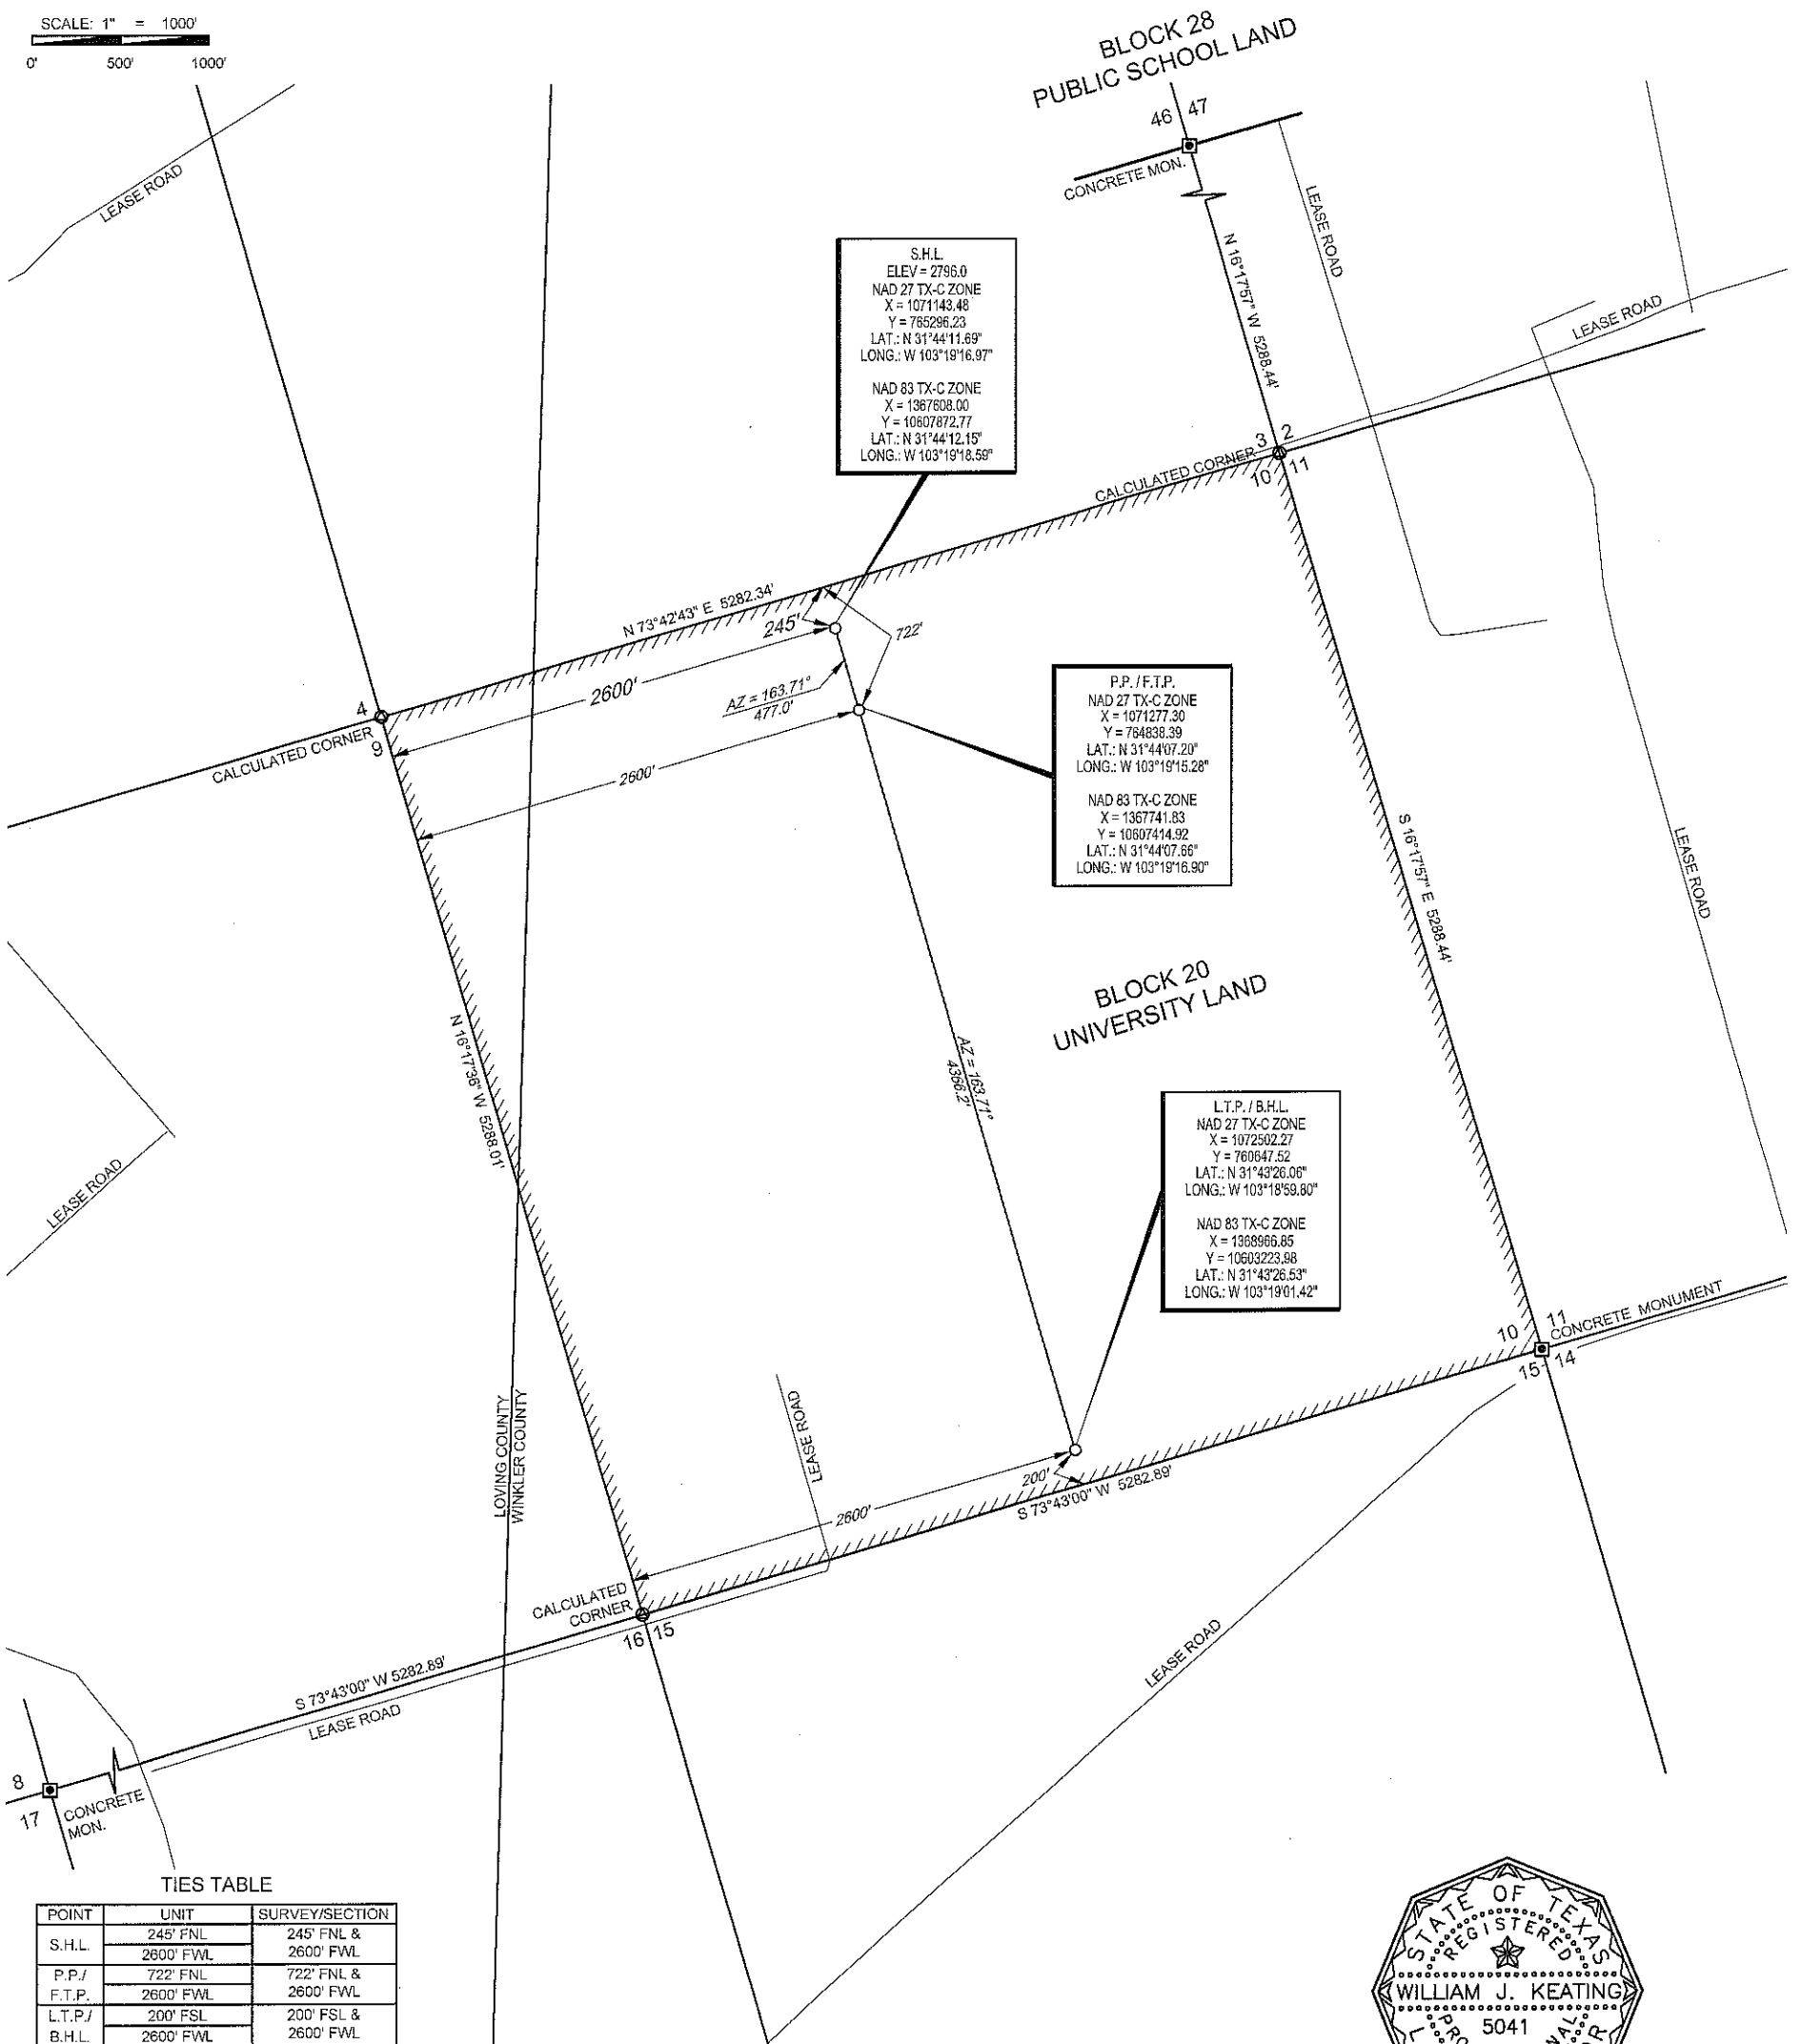 SCALE: 1" = 1000'
0' 500' 1000'
BLOCK 28
PUBLIC SCHOOL LAND
46 47
CONCRETE MON.
LEASE ROAD
LEASE ROAD
N 16°17'57" W 5288.44'
LEASE ROAD
S.H.L.
ELEV = 2796.0
NAD 27 TX-C ZONE
X = 1071143.48
Y = 765296.23
LAT.: N 31°44'11.69"
LONG.: W 103°19'16.97"
NAD 83 TX-C ZONE
X = 1367608.00
Y = 10607872.77
LAT.: N 31°44'12.15"
LONG.: W 103°19'18.59"
3 2
CALCULATED CORNER
10 11
N 73°42'43" E 5282.34'
245'
722'
2600'
AZ = 163.71°
477.0'
4
9
CALCULATED CORNER
2600'
P.P. / F.T.P.
NAD 27 TX-C ZONE
X = 1071277.30
Y = 764838.39
LAT.: N 31°44'07.20"
LONG.: W 103°19'15.28"
NAD 83 TX-C ZONE
X = 1367741.83
Y = 10607414.92
LAT.: N 31°44'07.66"
LONG.: W 103°19'16.90"
S 16°17'57" E 5288.44'
LEASE ROAD
BLOCK 20
UNIVERSITY LAND
N 16°17'36" W 5288.01'
AZ = 163.71°
4366.2'
LEASE ROAD
L.T.P. / B.H.L.
NAD 27 TX-C ZONE
X = 1072502.27
Y = 760647.52
LAT.: N 31°43'26.06"
LONG.: W 103°18'59.80"
NAD 83 TX-C ZONE
X = 1368966.85
Y = 10603223.98
LAT.: N 31°43'26.53"
LONG.: W 103°19'01.42"
10 11
CONCRETE MONUMENT
15 14
LOVING COUNTY
WINKLER COUNTY
LEASE ROAD
200'
2600'
S 73°43'00" W 5282.89'
CALCULATED
CORNER
16 15
LEASE ROAD
S 73°43'00" W 5282.89'
LEASE ROAD
8
17
CONCRETE
MON.
TIES TABLE
POINT UNIT SURVEY/SECTION
S.H.L. 245' FNL 245' FNL &
2600' FWL 2600' FWL
P.P./ 722' FNL 722' FNL &
F.T.P. 2600' FWL 2600' FWL
L.T.P./ 200' FSL 200' FSL &
B.H.L. 2600' FWL 2600' FWL
STATE OF TEXAS
REGISTERED
WILLIAM J. KEATING
5041